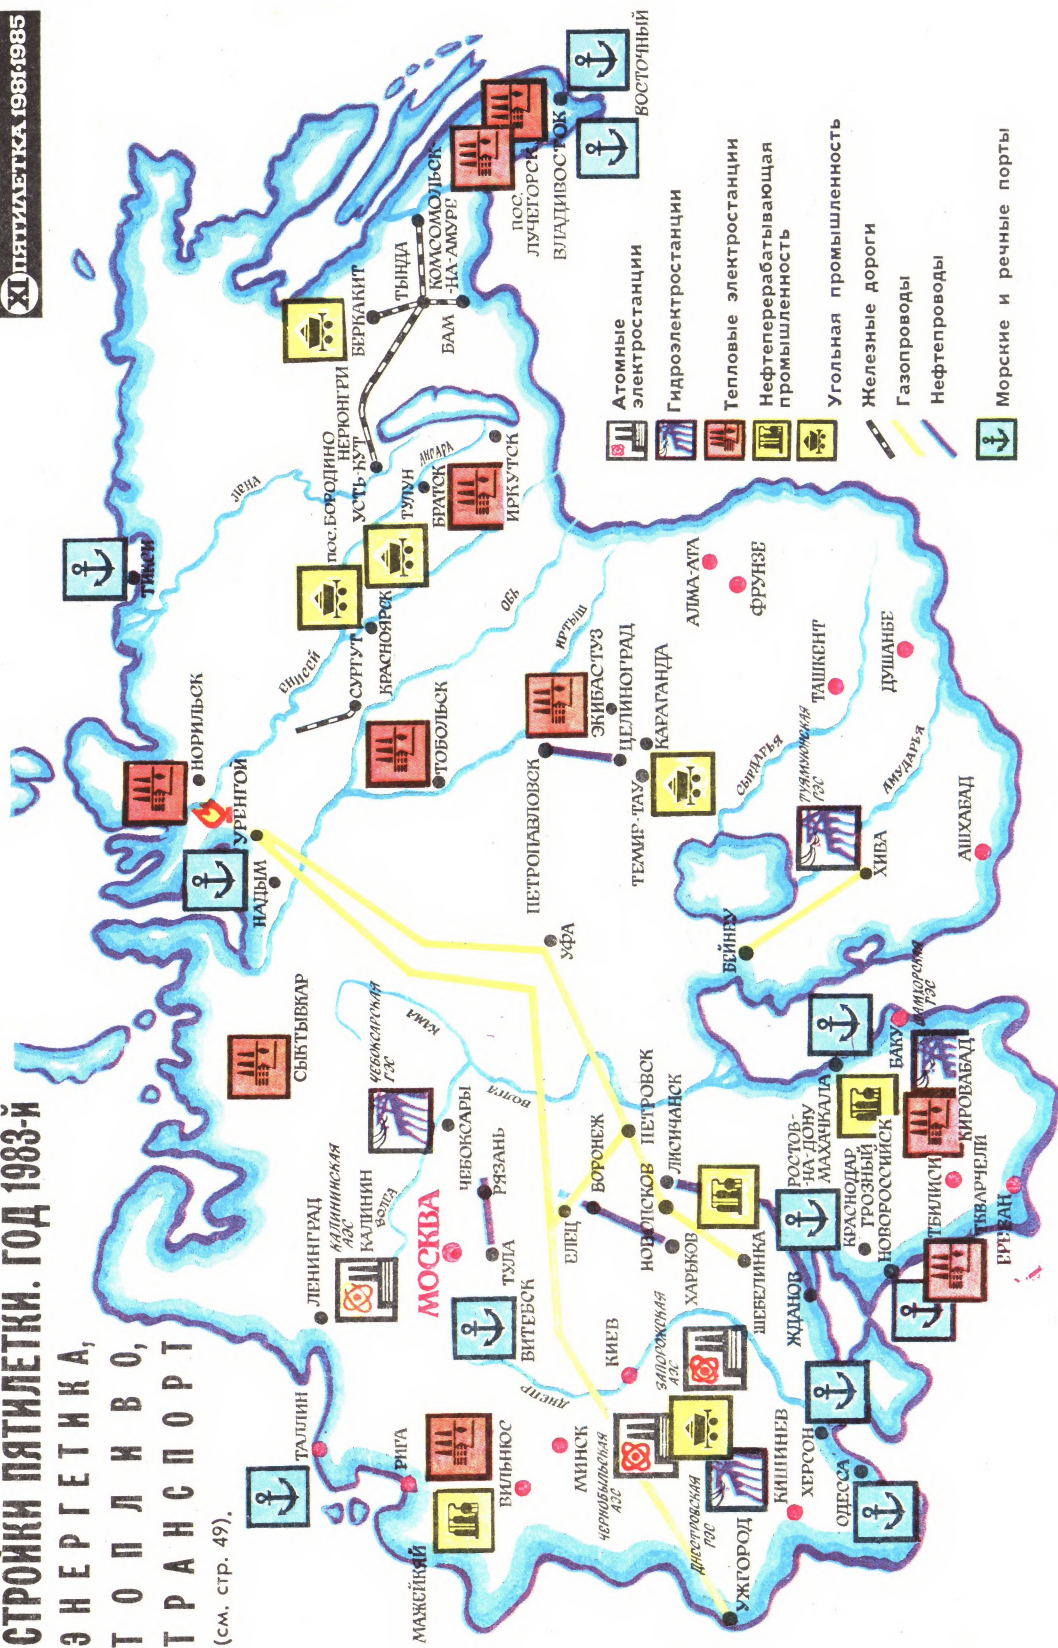 СТРОЙКИ ПЯТИЛЕТКИ. ГОД 1983-й
ЭНЕРГЕТИКА,
ТОПЛИВО,
ТРАНСПОРТ
(см. стр. 49).
XI ПЯТИЛЕТКА 1981-1985
ТИКСИ
НОРИЛЬСК
УРЕНГОЙ
НАДЫМ
СЫКТЫВКАР
ЛЕНИНГРАД
ТАЛЛИН
РИГА
МАЖЕЙКЯЙ
ВИЛЬНЮС
МИНСК
ВИТЕБСК
КАЛИНИНСКАЯ
АЭС
КАЛИНИН
ВОЛГА
МОСКВА
ЧЕБОКСАРСКАЯ
ГЭС
ЧЕБОКСАРЫ
РЯЗАНЬ
ТУЛА
КАМА
ВОЛГА
ЕЛЕЦ
ВОРОНЕЖ
ПЕТРОВСК
НОВОПСКОВ
ЛИСИЧАНСК
ХАРЬКОВ
ШЕБЕЛИНКА
КИЕВ
ДНЕПР
ЗАПОРОЖСКАЯ
АЭС
ЧЕРНОБЫЛЬСКАЯ
АЭС
ДНЕСТРОВСКАЯ
ГЭС
УЖГОРОД
КИШИНЕВ
ХЕРСОН
ОДЕССА
ЖДАНОВ
РОСТОВ-
НА-ДОНУ
МАХАЧКАЛА
КРАСНОДАР
ГРОЗНЫЙ
НОВОРОССИЙСК
ТБИЛИСИ
ТКВАРЧЕЛИ
ЕРЕВАН
КИРОВАБАД
БАКУ
ШАМХОРСКАЯ
ГЭС
УФА
БЕЙНЕУ
ХИВА
ТУЯМУЮНСКАЯ
ГЭС
АШХАБАД
АМУДАРЬЯ
СЫРДАРЬЯ
ТАШКЕНТ
ДУШАНБЕ
ФРУНЗЕ
АЛМА-АТА
ПЕТРОПАВЛОВСК
ТЕМИР-ТАУ
КАРАГАНДА
ЦЕЛИНОГРАД
ЭКИБАСТУЗ
ИРТЫШ
ОБЬ
ТОБОЛЬСК
СУРГУТ
КРАСНОЯРСК
ЕНИСЕЙ
ПОС. БОРОДИНО
ЛЕНА
НЕРЮНГРИ
УСТЬ-КУТ
ТУЛУН
БРАТСК
АНГАРА
ИРКУТСК
БЕРКАКИТ
ТЫНДА
БАМ
КОМСОМОЛЬСК-
-НА-АМУРЕ
ПОС.
ЛУЧЕГОРСК
ВЛАДИВОСТОК
ВОСТОЧНЫЙ
Атомные
электростанции
Гидроэлектростанции
Тепловые электростанции
Нефтеперерабатывающая
промышленность
Угольная промышленность
Железные дороги
Газопроводы
Нефтепроводы
Морские и речные порты